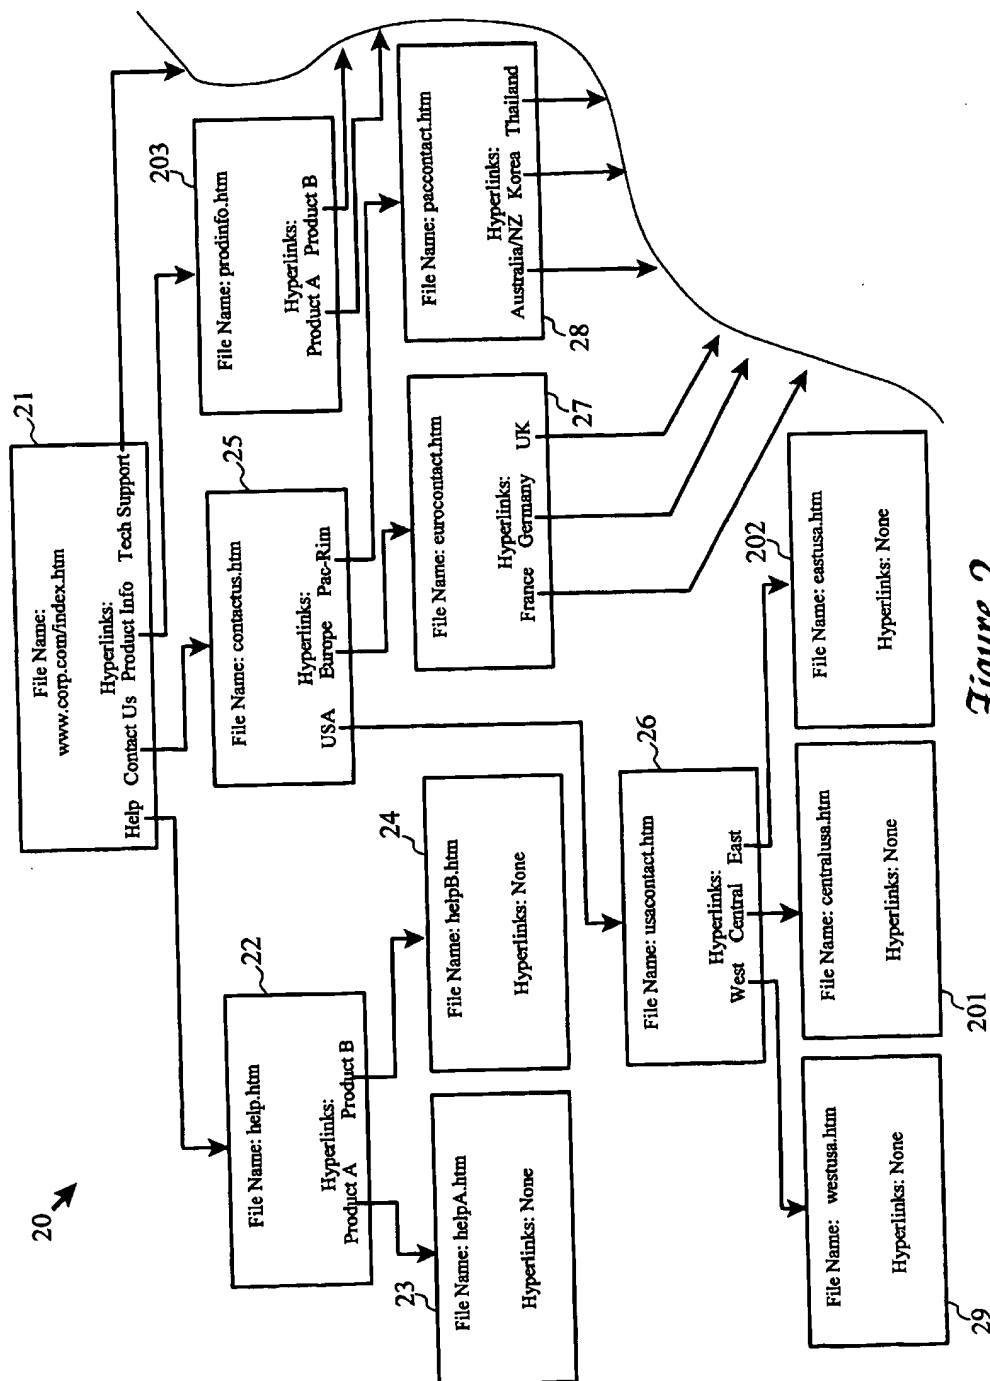 20
21
File Name:
www.corp.com/index.htm
Hyperlinks:
Help Contact Us Product Info Tech Support
22
File Name: help.htm
Hyperlinks:
Product A Product B
25
File Name: contactus.htm
Hyperlinks:
USA Europe Pac-Rim
203
File Name: prodinfo.htm
Hyperlinks:
Product A Product B
23
File Name: helpA.htm
Hyperlinks: None
24
File Name: helpB.htm
Hyperlinks: None
27
File Name: eurocontact.htm
Hyperlinks:
France Germany UK
28
File Name: paccontact.htm
Hyperlinks:
Australia/NZ Korea Thailand
26
File Name: usacontact.htm
Hyperlinks:
West Central East
29
File Name: westusa.htm
Hyperlinks: None
201
File Name: centralusa.htm
Hyperlinks: None
202
File Name: eastusa.htm
Hyperlinks: None
Figure 2